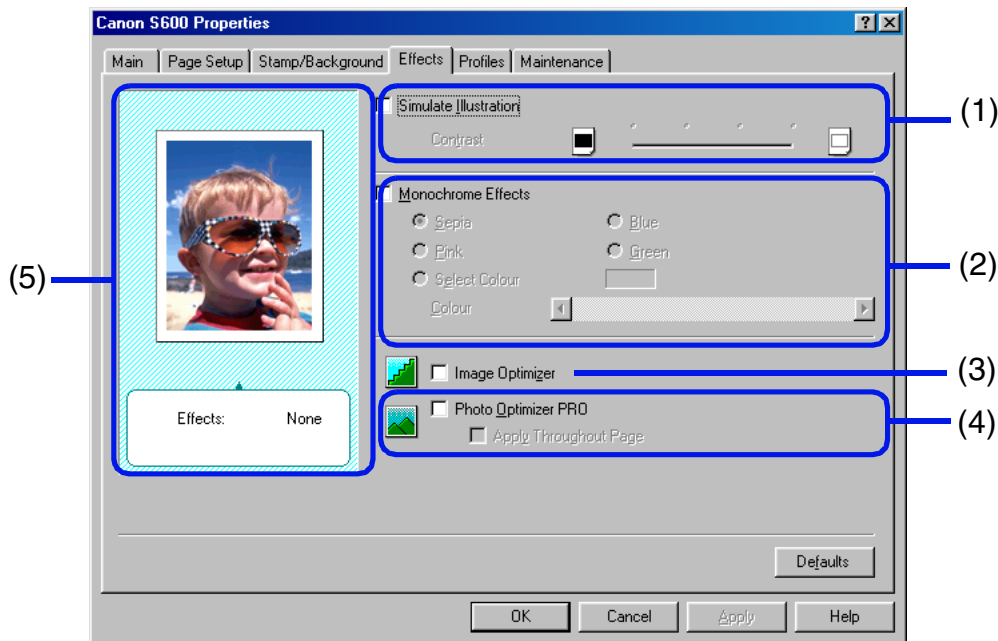 Canon S600 Properties
Main Page Setup Stamp/Background Effects Profiles Maintenance
Simulate Illustration
(1)
Contrast
Monochrome Effects
Sepia Blue
Pink Green
(2)
Select Colour
(5)
Colour
Image Optimizer
(3)
Photo Optimizer PRO
(4)
Effects: None
Apply Throughout Page
Defaults
OK Cancel Apply Help